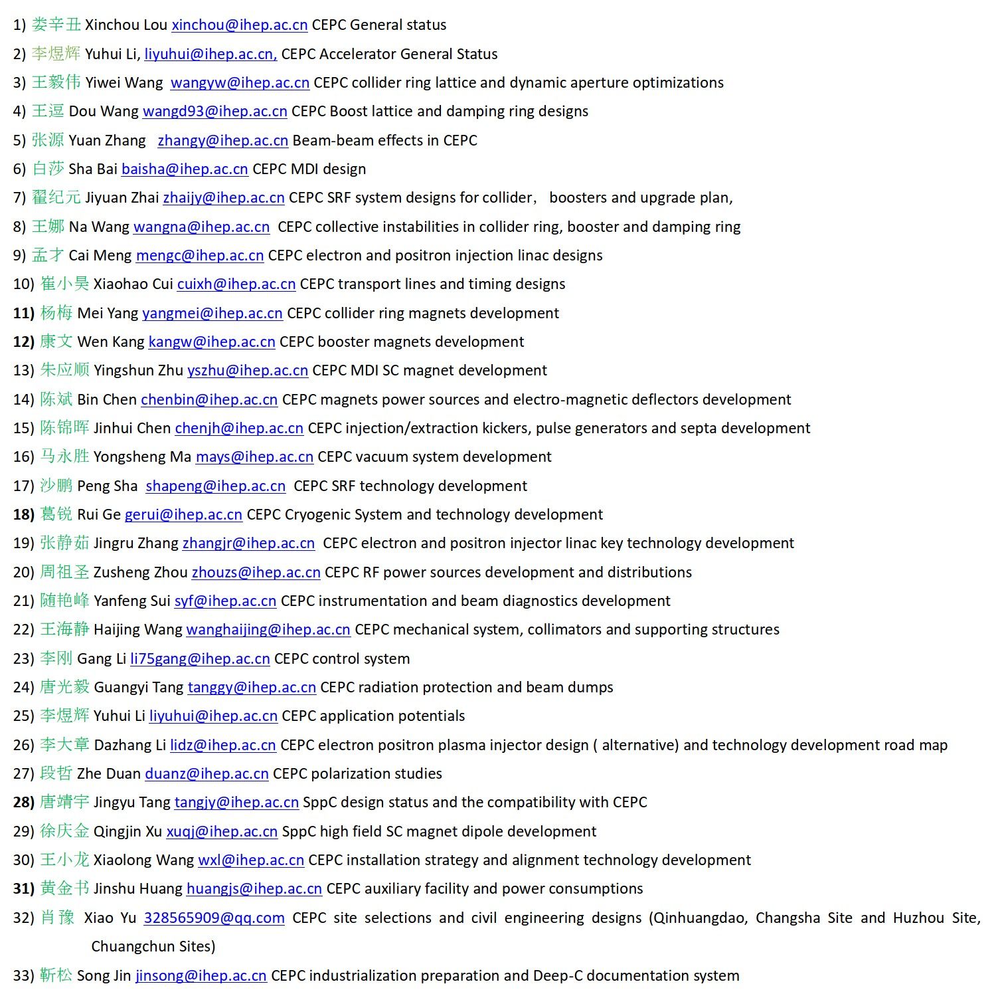 1) 娄辛丑 Xinchou Lou xinchou@ihep.ac.cn CEPC General status
2) 李煜辉 Yuhui Li, liyuhui@ihep.ac.cn, CEPC Accelerator General Status
3) 王毅伟 Yiwei Wang wangyw@ihep.ac.cn CEPC collider ring lattice and dynamic aperture optimizations
4) 王逗 Dou Wang wangd93@ihep.ac.cn CEPC Boost lattice and damping ring designs
5) 张源 Yuan Zhang zhangy@ihep.ac.cn Beam-beam effects in CEPC
6) 白莎 Sha Bai baisha@ihep.ac.cn CEPC MDI design
7) 翟纪元 Jiyuan Zhai zhaijy@ihep.ac.cn CEPC SRF system designs for collider， boosters and upgrade plan,
8) 王娜 Na Wang wangna@ihep.ac.cn CEPC collective instabilities in collider ring, booster and damping ring
9) 孟才 Cai Meng mengc@ihep.ac.cn CEPC electron and positron injection linac designs
10) 崔小昊 Xiaohao Cui cuixh@ihep.ac.cn CEPC transport lines and timing designs
11) 杨梅 Mei Yang yangmei@ihep.ac.cn CEPC collider ring magnets development
12) 康文 Wen Kang kangw@ihep.ac.cn CEPC booster magnets development
13) 朱应顺 Yingshun Zhu yszhu@ihep.ac.cn CEPC MDI SC magnet development
14) 陈斌 Bin Chen chenbin@ihep.ac.cn CEPC magnets power sources and electro-magnetic deflectors development
15) 陈锦晖 Jinhui Chen chenjh@ihep.ac.cn CEPC injection/extraction kickers, pulse generators and septa development
16) 马永胜 Yongsheng Ma mays@ihep.ac.cn CEPC vacuum system development
17) 沙鹏 Peng Sha shapeng@ihep.ac.cn CEPC SRF technology development
18) 葛锐 Rui Ge gerui@ihep.ac.cn CEPC Cryogenic System and technology development
19) 张静茹 Jingru Zhang zhangjr@ihep.ac.cn CEPC electron and positron injector linac key technology development
20) 周祖圣 Zusheng Zhou zhouzs@ihep.ac.cn CEPC RF power sources development and distributions
21) 随艳峰 Yanfeng Sui syf@ihep.ac.cn CEPC instrumentation and beam diagnostics development
22) 王海静 Haijing Wang wanghaijing@ihep.ac.cn CEPC mechanical system, collimators and supporting structures
23) 李刚 Gang Li li75gang@ihep.ac.cn CEPC control system
24) 唐光毅 Guangyi Tang tanggy@ihep.ac.cn CEPC radiation protection and beam dumps
25) 李煜辉 Yuhui Li liyuhui@ihep.ac.cn CEPC application potentials
26) 李大章 Dazhang Li lidz@ihep.ac.cn CEPC electron positron plasma injector design ( alternative) and technology development road map
27) 段哲 Zhe Duan duanz@ihep.ac.cn CEPC polarization studies
28) 唐靖宇 Jingyu Tang tangjy@ihep.ac.cn SppC design status and the compatibility with CEPC
29) 徐庆金 Qingjin Xu xuqj@ihep.ac.cn SppC high field SC magnet dipole development
30) 王小龙 Xiaolong Wang wxl@ihep.ac.cn CEPC installation strategy and alignment technology development
31) 黄金书 Jinshu Huang huangjs@ihep.ac.cn CEPC auxiliary facility and power consumptions
32) 肖豫 Xiao Yu 328565909@qq.com CEPC site selections and civil engineering designs (Qinhuangdao, Changsha Site and Huzhou Site,
Chuangchun Sites)
33) 靳松 Song Jin jinsong@ihep.ac.cn CEPC industrialization preparation and Deep-C documentation system